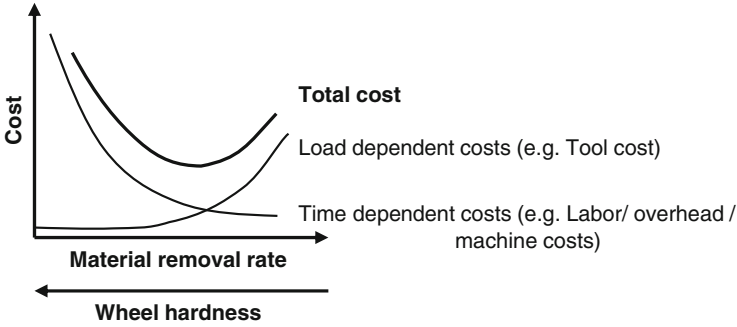 Cost
Total cost
Load dependent costs (e.g. Tool cost)
Time dependent costs (e.g. Labor/ overhead /
machine costs)
Material removal rate
Wheel hardness